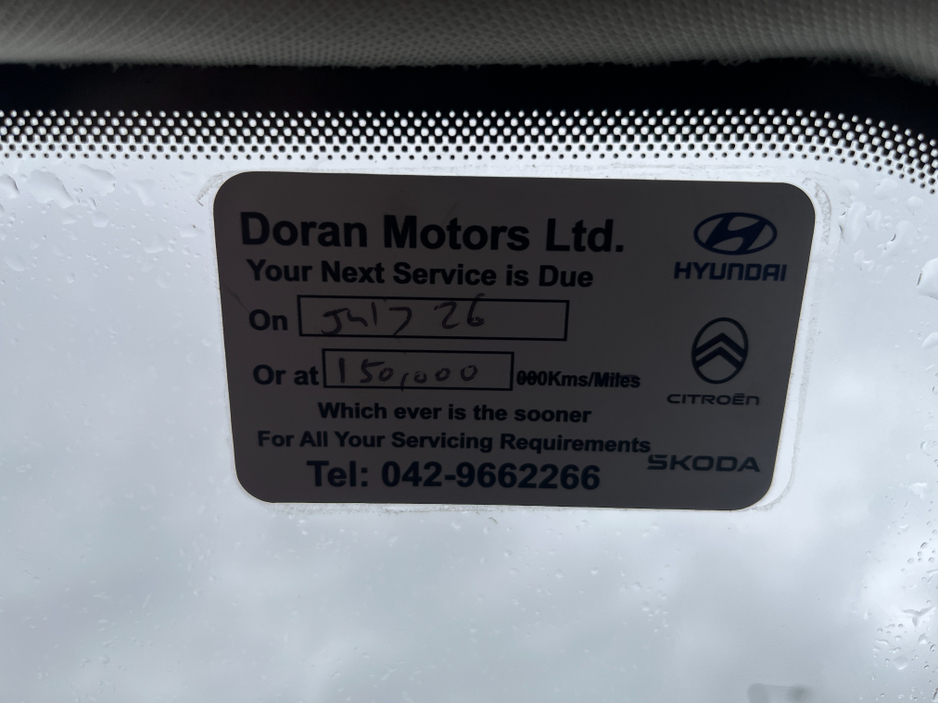 Doran Motors Ltd.
HYUNDAI
Your Next Service is Due
On July 26
Or at 150,000 000Kms/Miles
CITROËN
Which ever is the sooner
For All Your Servicing Requirements
SKODA
Tel: 042-9662266